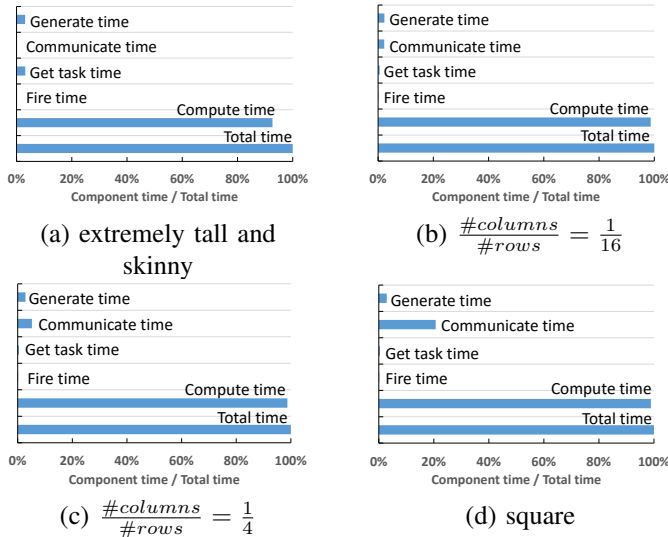 Generate time
Communicate time
Get task time
Fire time
Compute time
Total time
0% 20% 40% 60% 80% 100%
Component time / Total time
(a) extremely tall and
skinny
Generate time
Communicate time
Get task time
Fire time
Compute time
Total time
0% 20% 40% 60% 80% 100%
Component time / Total time
(b) #columns/#rows = 1/16
Generate time
Communicate time
Get task time
Fire time
Compute time
Total time
0% 20% 40% 60% 80% 100%
Component time / Total time
(c) #columns/#rows = 1/4
Generate time
Communicate time
Get task time
Fire time
Compute time
Total time
0% 20% 40% 60% 80% 100%
Component time / Total time
(d) square